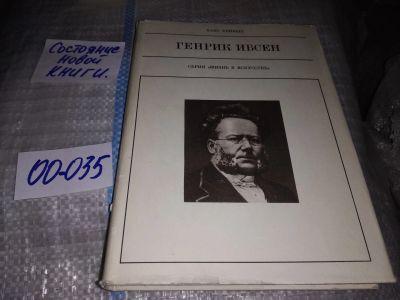 Состояние
новой
книги.
00-035
ГЕНРИК ИБСЕН
СЕРИЯ «ЖИЗНЬ В ИСКУССТВЕ»